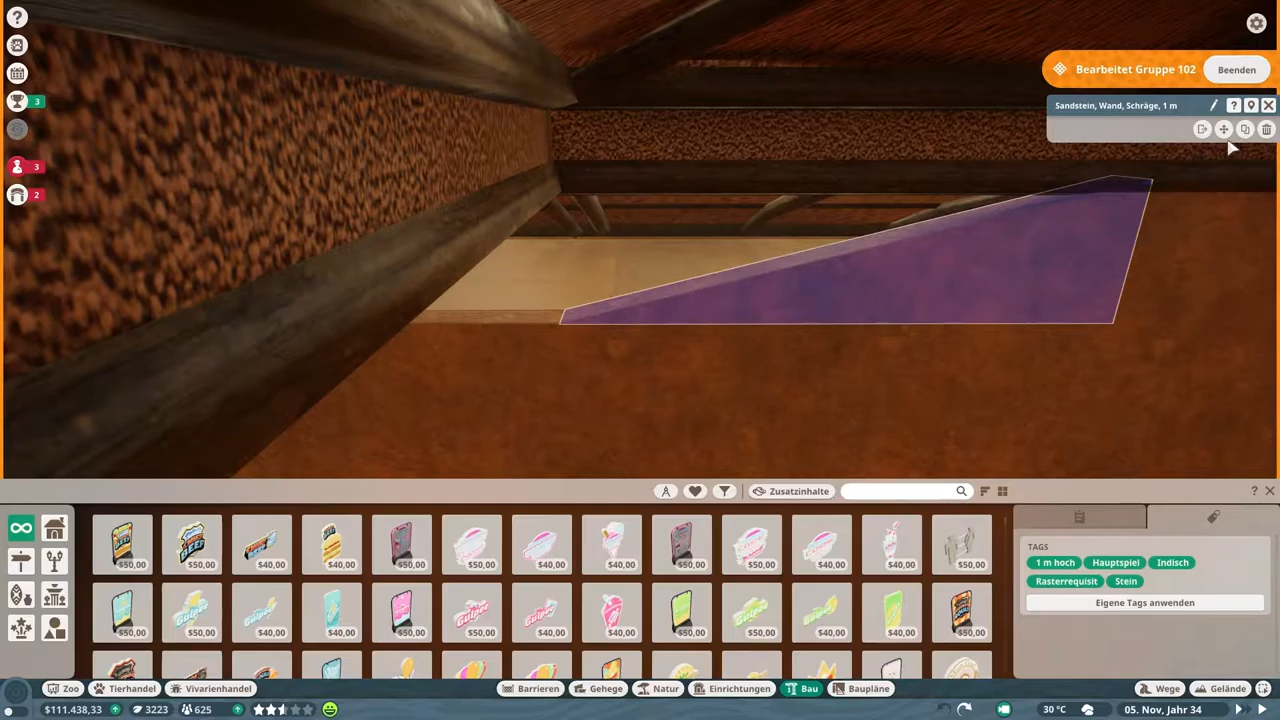 ?
Bearbeitet Gruppe 102
Beenden
3
Sandstein, Wand, Schräge, 1 m
?
3
2
Zusatzinhalte
?
$50,00 $50,00 $40,00 $40,00 $50,00 $50,00 $40,00 $40,00 $50,00 $50,00 $40,00 $40,00 $50,00
TAGS
1 m hoch Hauptspiel Indisch
Rasterrequisit Stein
Eigene Tags anwenden
$50,00 $50,00 $40,00 $40,00 $50,00 $50,00 $40,00 $40,00 $50,00 $50,00 $40,00 $40,00 $50,00
Zoo Tierhandel Vivarienhandel Barrieren Gehege Natur Einrichtungen Bau Baupläne Wege Gelände
$111.438,33 3223 625 30 °C 05. Nov, Jahr 34